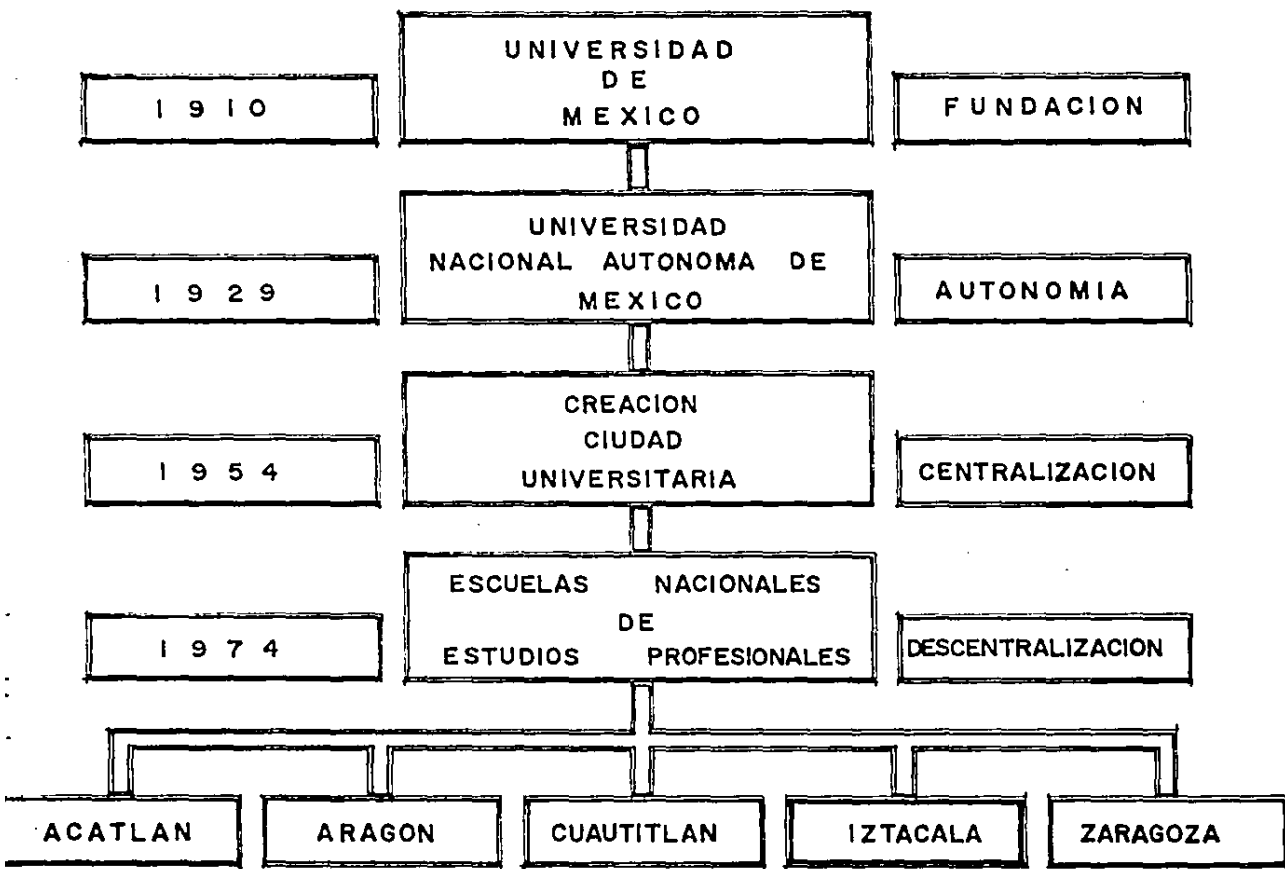 UNIVERSIDAD
DE
MEXICO
1910
FUNDACION
UNIVERSIDAD
NACIONAL AUTONOMA DE
MEXICO
1929
AUTONOMIA
CREACION
CIUDAD
UNIVERSITARIA
1954
CENTRALIZACION
ESCUELAS NACIONALES
DE
ESTUDIOS PROFESIONALES
1974
DESCENTRALIZACION
ACATLAN
ARAGON
CUAUTITLAN
IZTACALA
ZARAGOZA